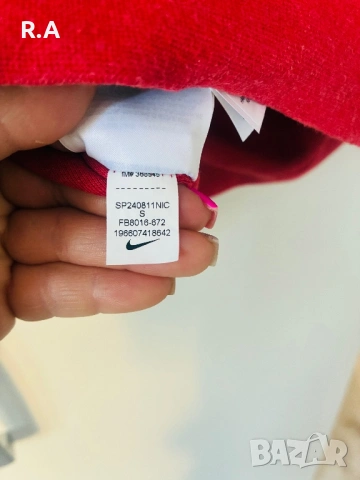 R.A
SP240811NIC
S
FB8016-672
196607418642
BAZAR